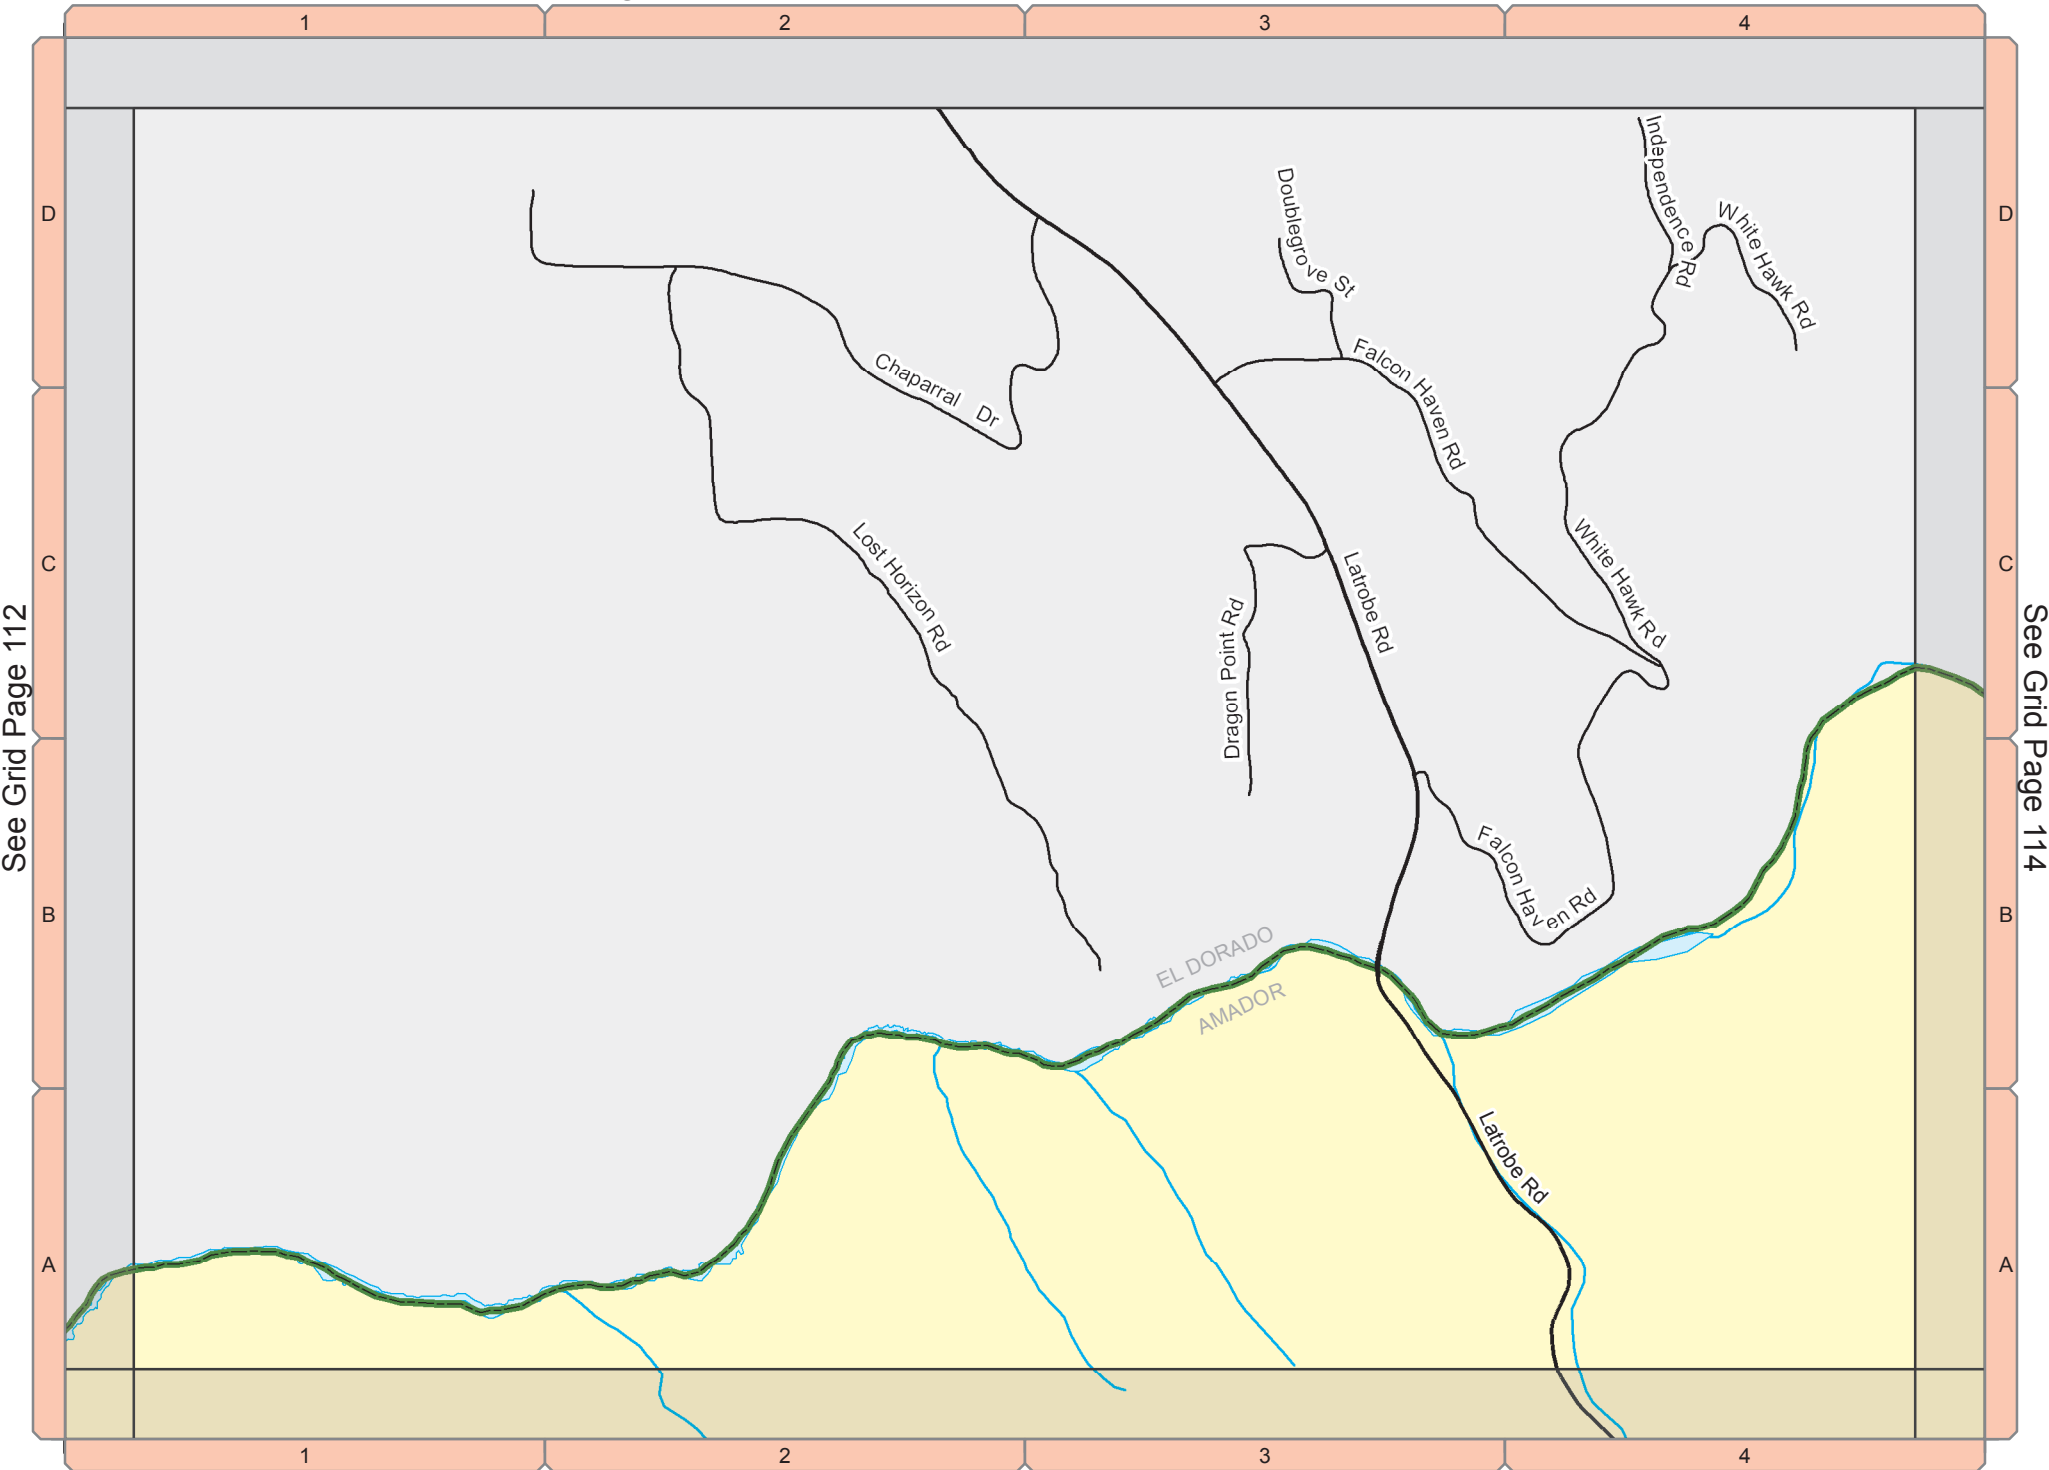 1
2
3
4
D
D
Independence Rd
White Hawk Rd
Doublegrove St
Falcon Haven Rd
Chaparral Dr
C
C
Lost Horizon Rd
Latrobe Rd
White Hawk Rd
Dragon Point Rd
See Grid Page 112
See Grid Page 114
Falcon Haven Rd
B
B
EL DORADO
AMADOR
Latrobe Rd
A
A
1
2
3
4